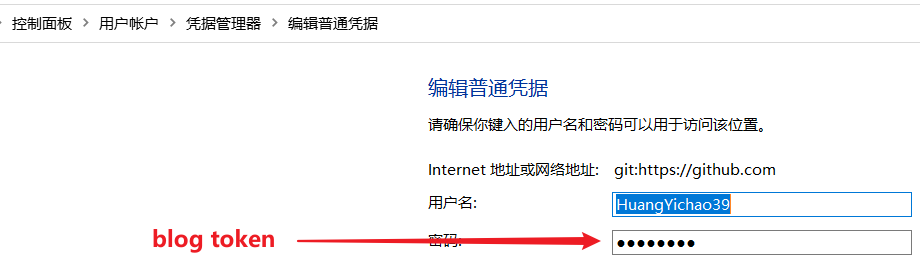 控制面板 > 用户帐户 > 凭据管理器 > 编辑普通凭据
编辑普通凭据
请确保你键入的用户名和密码可以用于访问该位置。
Internet 地址或网络地址: git:https://github.com
用户名: HuangYichao39
blog token 密码: ●●●●●●●●